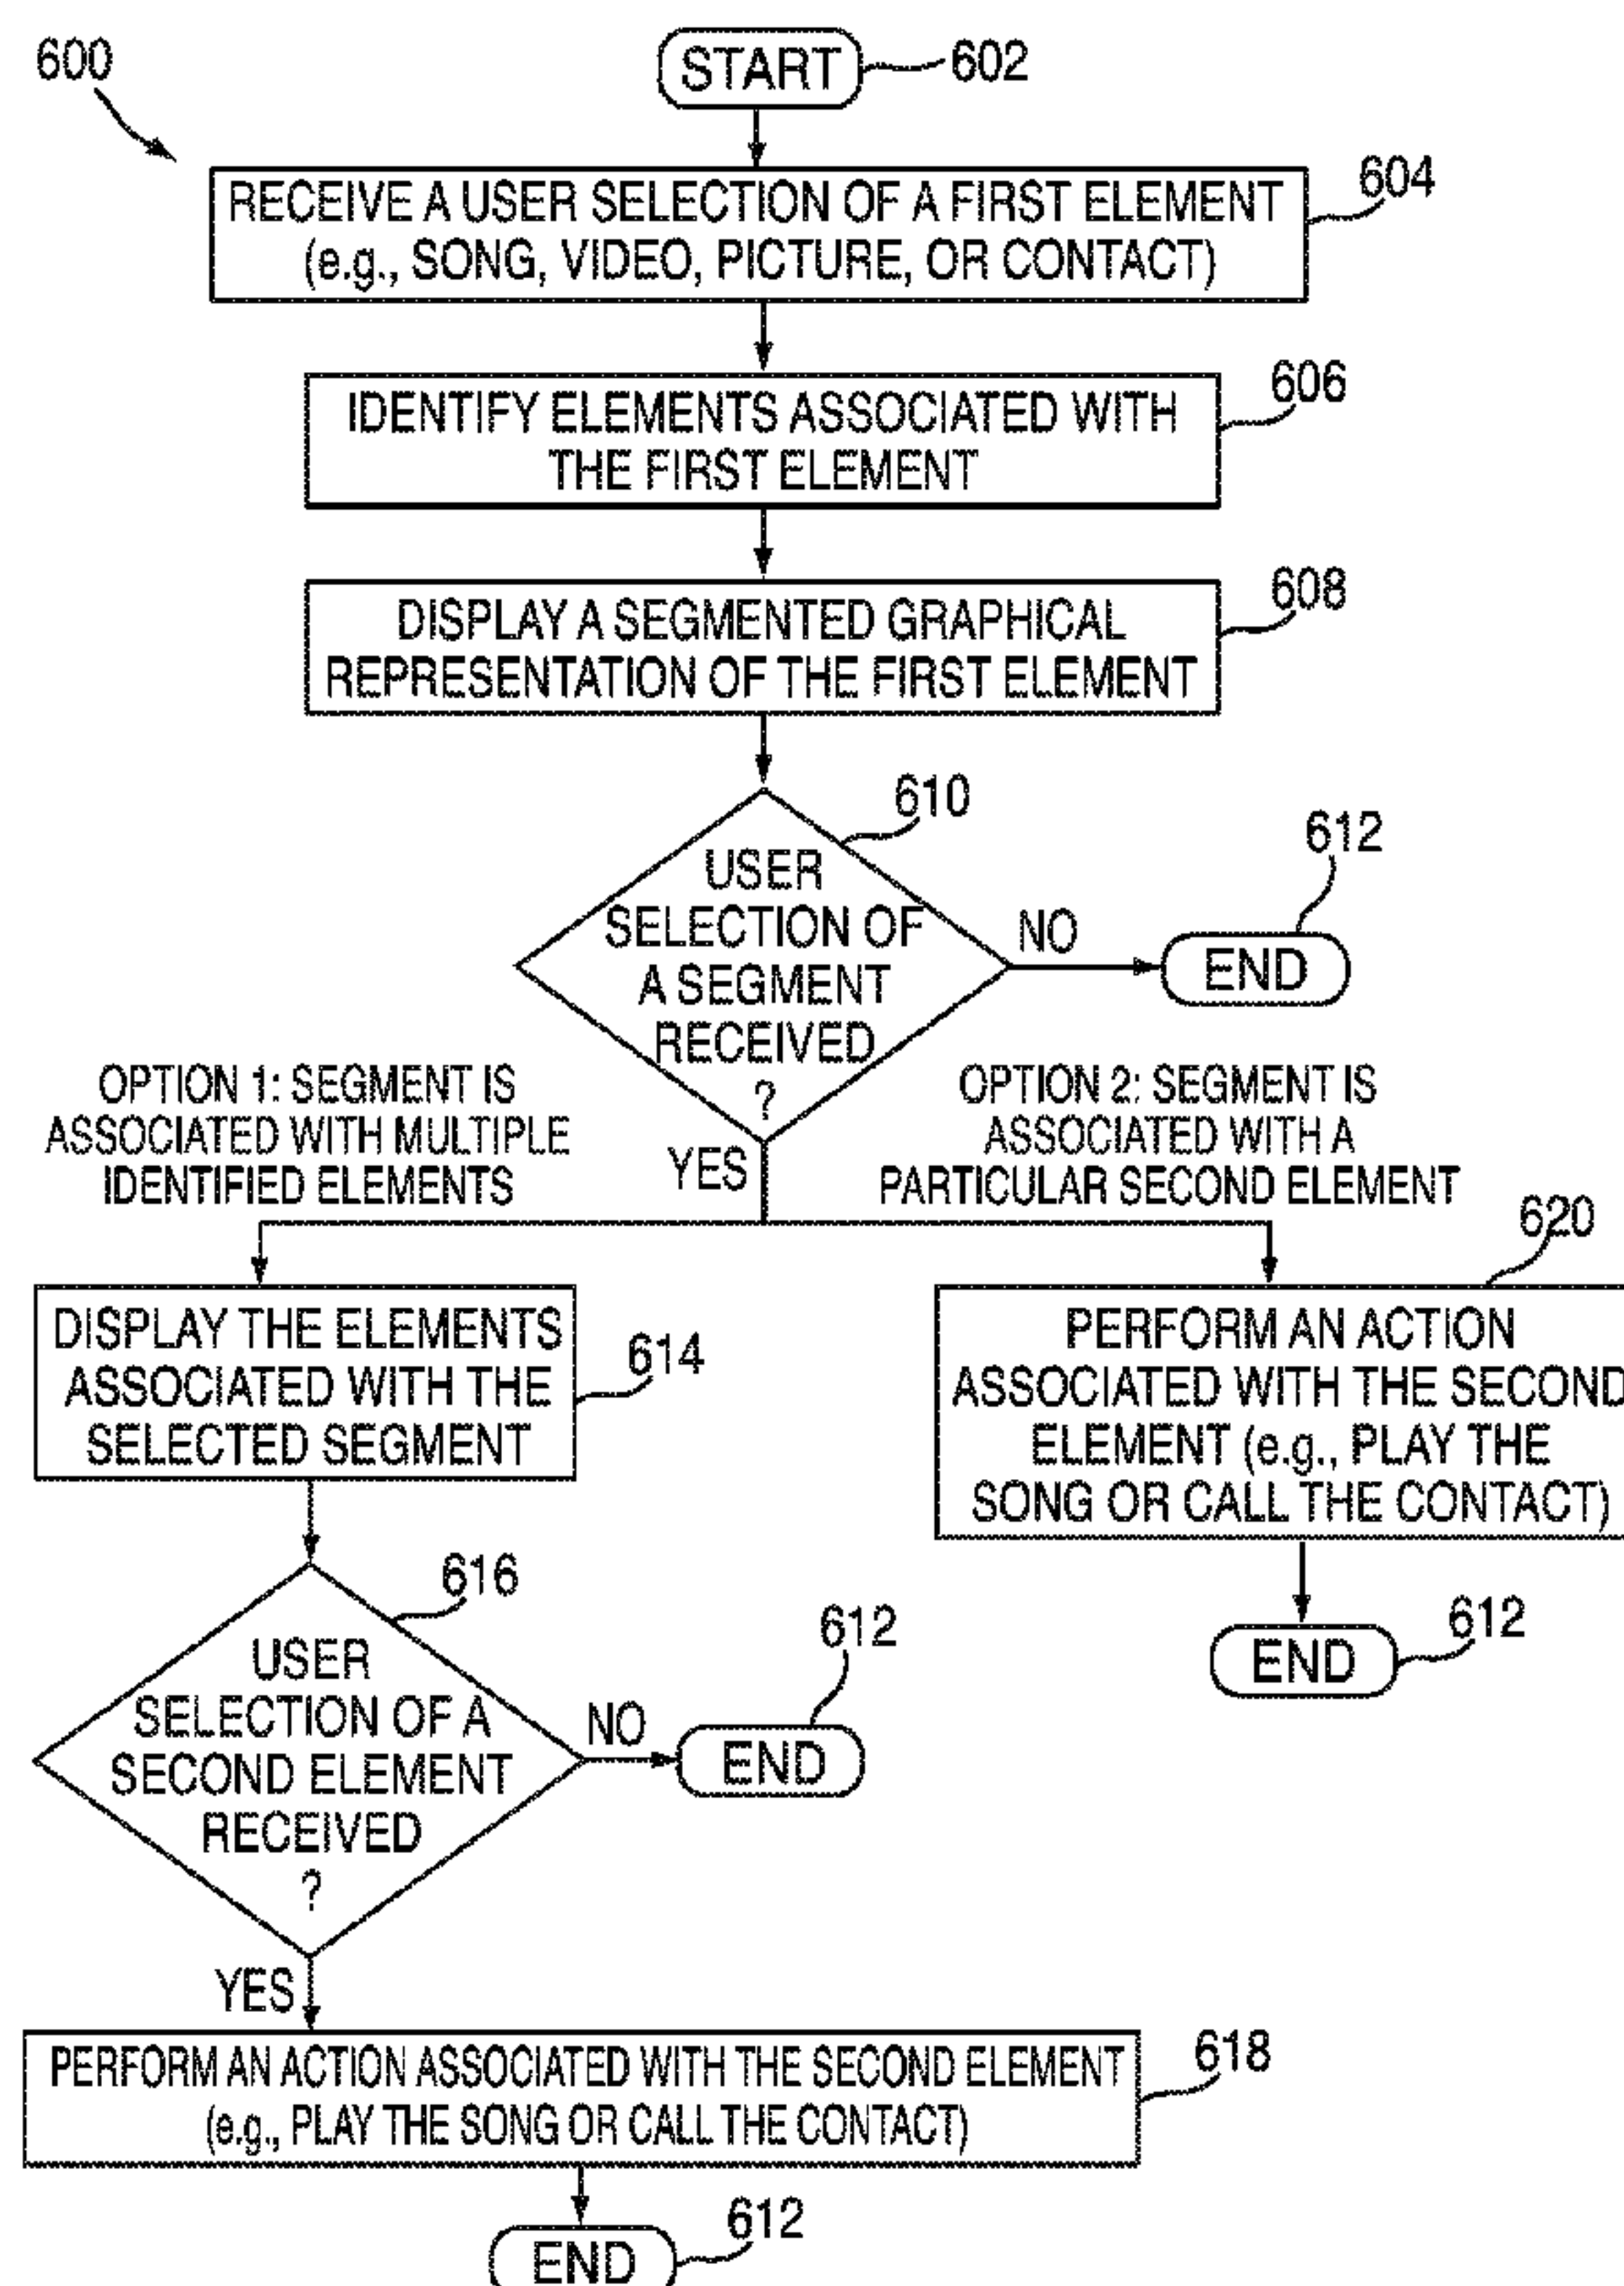 600
START
602
RECEIVE A USER SELECTION OF A FIRST ELEMENT
(e.g., SONG, VIDEO, PICTURE, OR CONTACT)
604
IDENTIFY ELEMENTS ASSOCIATED WITH
THE FIRST ELEMENT
606
DISPLAY A SEGMENTED GRAPHICAL
REPRESENTATION OF THE FIRST ELEMENT
608
USER
SELECTION OF
A SEGMENT
RECEIVED
?
610
NO
END
612
YES
OPTION 1: SEGMENT IS
ASSOCIATED WITH MULTIPLE
IDENTIFIED ELEMENTS
OPTION 2: SEGMENT IS
ASSOCIATED WITH A
PARTICULAR SECOND ELEMENT
DISPLAY THE ELEMENTS
ASSOCIATED WITH THE
SELECTED SEGMENT
614
PERFORM AN ACTION
ASSOCIATED WITH THE SECOND
ELEMENT (e.g., PLAY THE
SONG OR CALL THE CONTACT)
620
END
612
USER
SELECTION OF A
SECOND ELEMENT
RECEIVED
?
616
NO
END
612
YES
PERFORM AN ACTION ASSOCIATED WITH THE SECOND ELEMENT
(e.g., PLAY THE SONG OR CALL THE CONTACT)
618
END
612